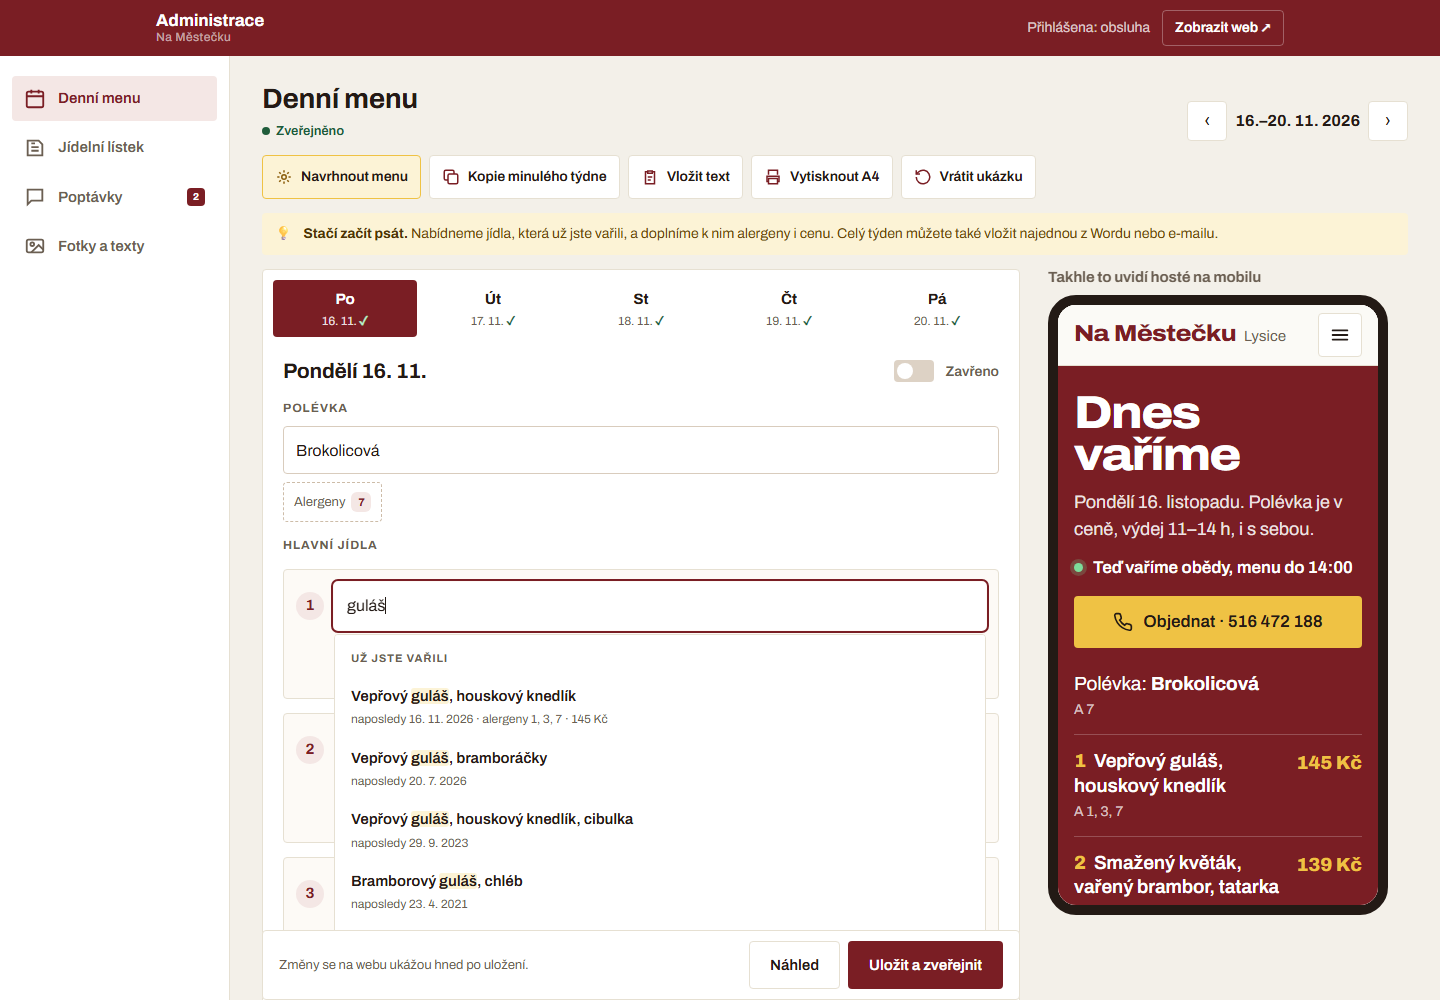 Administrace
Na Městečku
Přihlášena: obsluha
Zobrazit web ↗
Denní menu
Jídelní lístek
Poptávky
2
Fotky a texty
Denní menu
Zveřejněno
‹
16.–20. 11. 2026
›
Navrhnout menu
Kopie minulého týdne
Vložit text
Vytisknout A4
Vrátit ukázku
Stačí začít psát. Nabídneme jídla, která už jste vařili, a doplníme k nim alergeny i cenu. Celý týden můžete také vložit najednou z Wordu nebo e-mailu.
Po
16. 11. ✓
Út
17. 11. ✓
St
18. 11. ✓
Čt
19. 11. ✓
Pá
20. 11. ✓
Pondělí 16. 11.
Zavřeno
POLÉVKA
Brokolicová
Alergeny 7
HLAVNÍ JÍDLA
1
guláš
UŽ JSTE VAŘILI
Vepřový guláš, houskový knedlík
naposledy 16. 11. 2026 · alergeny 1, 3, 7 · 145 Kč
2
Vepřový guláš, bramboráčky
naposledy 20. 7. 2026
Vepřový guláš, houskový knedlík, cibulka
naposledy 29. 9. 2023
3
Bramborový guláš, chléb
naposledy 23. 4. 2021
Změny se na webu ukážou hned po uložení.
Náhled
Uložit a zveřejnit
Takhle to uvidí hosté na mobilu
Na Městečku Lysice
Dnes
vaříme
Pondělí 16. listopadu. Polévka je v
ceně, výdej 11–14 h, i s sebou.
Teď vaříme obědy, menu do 14:00
Objednat · 516 472 188
Polévka: Brokolicová
A 7
1 Vepřový guláš,
houskový knedlík
145 Kč
A 1, 3, 7
2 Smažený květák,
vařený brambor, tatarka
139 Kč